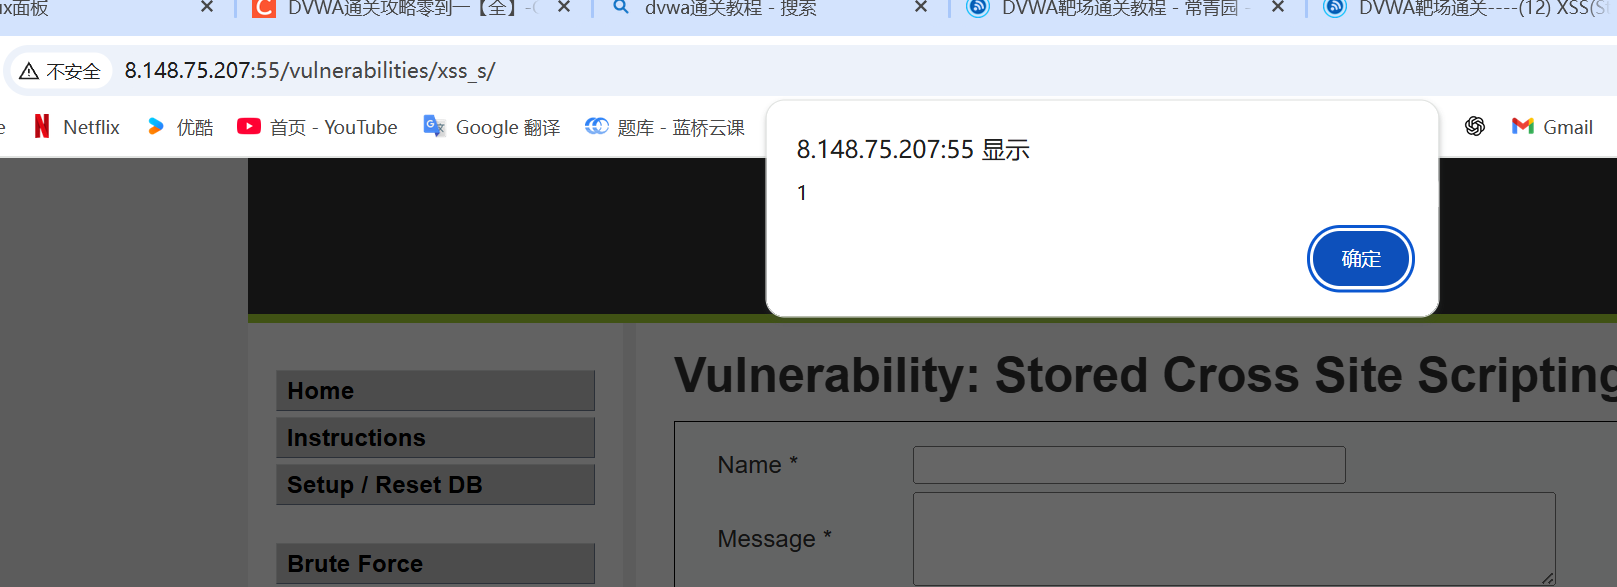 DVWA通关攻略零到一【全】-
dvwa通关教程 - 搜索
DVWA靶场通关教程 - 常青园 -
DVWA靶场通关----(12) XSS(St
不安全 8.148.75.207:55/vulnerabilities/xss_s/
Netflix 优酷 首页 - YouTube Google 翻译 题库 - 蓝桥云课 Gmail
8.148.75.207:55 显示
1
确定
Vulnerability: Stored Cross Site Scripting
Home
Instructions
Setup / Reset DB
Brute Force
Name *
Message *